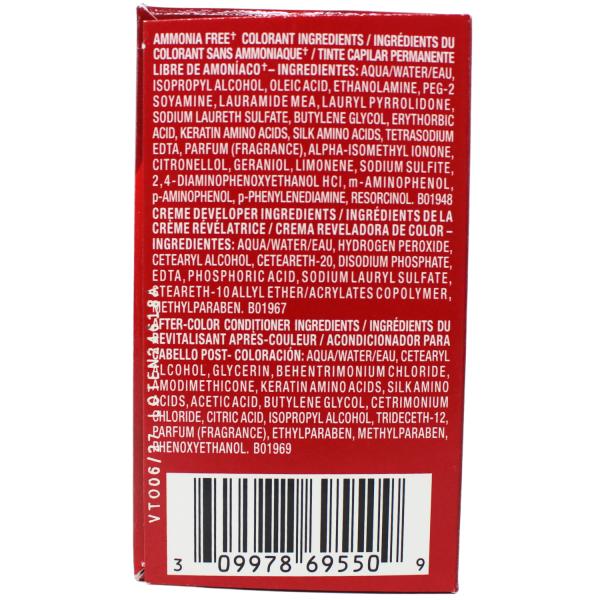 AMMONIA FREE† COLORANT INGREDIENTS / INGRÉDIENTS DU
COLORANT SANS AMMONIAQUE† / TINTE CAPILAR PERMANENTE
LIBRE DE AMONÍACO†– INGREDIENTES: AQUA/WATER/EAU,
ISOPROPYL ALCOHOL, OLEIC ACID, ETHANOLAMINE, PEG-2
SOYAMINE, LAURAMIDE MEA, LAURYL PYRROLIDONE,
SODIUM LAURETH SULFATE, BUTYLENE GLYCOL, ERYTHORBIC
ACID, KERATIN AMINO ACIDS, SILK AMINO ACIDS, TETRASODIUM
EDTA, PARFUM (FRAGRANCE), ALPHA-ISOMETHYL IONONE,
CITRONELLOL, GERANIOL, LIMONENE, SODIUM SULFITE,
2,4-DIAMINOPHENOXYETHANOL HCl, m-AMINOPHENOL,
p-AMINOPHENOL, p-PHENYLENEDIAMINE, RESORCINOL. B01948
CREME DEVELOPER INGREDIENTS / INGRÉDIENTS DE LA
CRÈME RÉVÉLATRICE / CREMA REVELADORA DE COLOR –
INGREDIENTES: AQUA/WATER/EAU, HYDROGEN PEROXIDE,
CETEARYL ALCOHOL, CETEARETH-20, DISODIUM PHOSPHATE,
EDTA, PHOSPHORIC ACID, SODIUM LAURYL SULFATE,
STEARETH-10 ALLYL ETHER/ACRYLATES COPOLYMER,
METHYLPARABEN. B01967
AFTER-COLOR CONDITIONER INGREDIENTS / INGRÉDIENTS DU
REVITALISANT APRÈS-COULEUR / ACONDICIONADOR PARA
CABELLO POST- COLORACIÓN: AQUA/WATER/EAU, CETEARYL
ALCOHOL, GLYCERIN, BEHENTRIMONIUM CHLORIDE,
AMODIMETHICONE, KERATIN AMINO ACIDS, SILK AMINO
ACIDS, ACETIC ACID, BUTYLENE GLYCOL, CETRIMONIUM
CHLORIDE, CITRIC ACID, ISOPROPYL ALCOHOL, TRIDECETH-12,
PARFUM (FRAGRANCE), ETHYLPARABEN, METHYLPARABEN,
PHENOXYETHANOL. B01969
VTO06/27
3 09978 69550 9